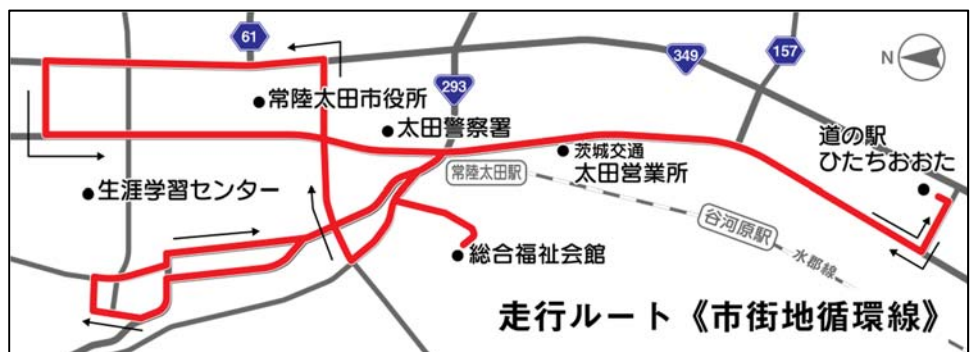 61
349
157
N
293
常陸太田市役所
太田警察署
茨城交通
太田営業所
道の駅
ひたちおおた
常陸太田駅
生涯学習センター
谷河原駅
水郡線
総合福祉会館
走行ルート《市街地循環線》